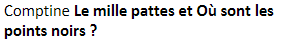 Comptine Le mille pattes et Où sont les
points noirs ?